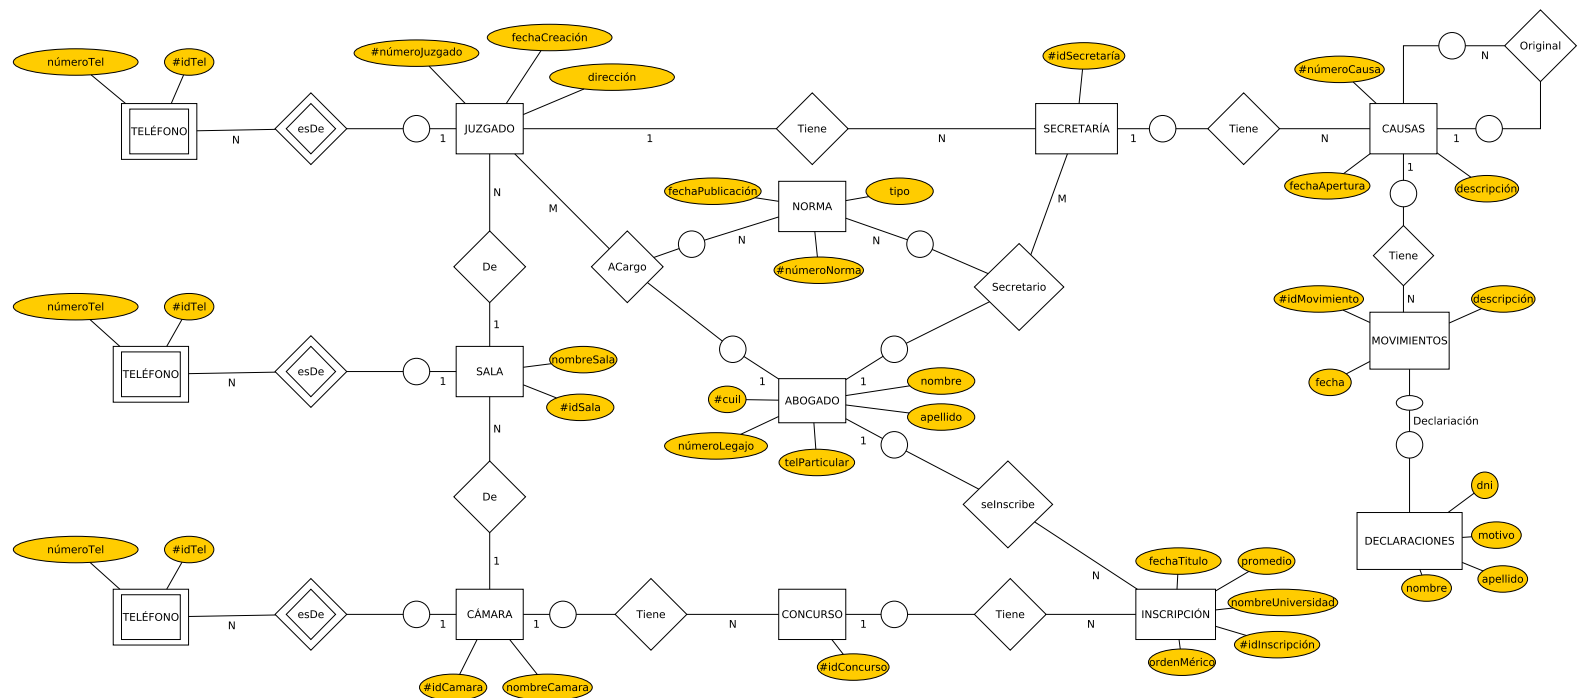 fechaCreación
#númeroJuzgado
Original
N
#idSecretaría
númeroTel
#idTel
#númeroCausa
dirección
TELÉFONO
esDe
JUZGADO
Tiene
SECRETARÍA
Tiene
CAUSAS
N
1
1
N
1
N
1
1
fechaApertura
descripción
fechaPublicación
tipo
N
M
NORMA
M
N
N
#númeroNorma
De
ACargo
Tiene
Secretario
númeroTel
#idTel
#idMovimiento
N
descripción
1
MOVIMIENTOS
nombreSala
TELÉFONO
esDe
SALA
N
1
1
1
fecha
nombre
#cuil
ABOGADO
#idSala
apellido
Declariación
N
1
númeroLegajo
telParticular
dni
De
seInscribe
motivo
DECLARACIONES
númeroTel
#idTel
1
fechaTitulo
promedio
N
apellido
nombre
nombreUniversidad
TELÉFONO
esDe
CÁMARA
Tiene
CONCURSO
Tiene
INSCRIPCIÓN
N
1
1
N
1
N
#idInscripción
ordenMérico
#idConcurso
#idCamara
nombreCamara